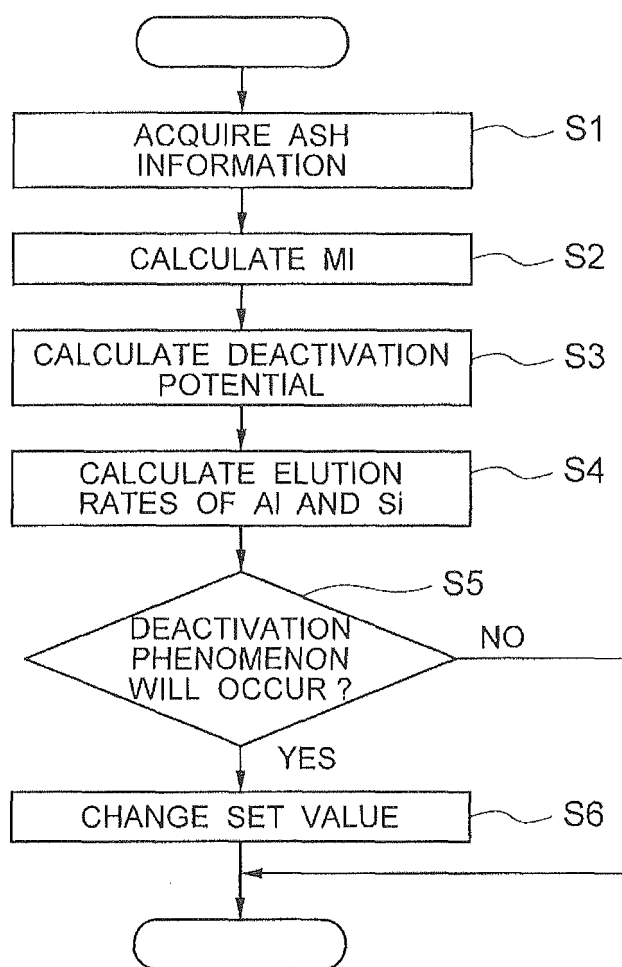 ACQUIRE ASH
INFORMATION
S1
CALCULATE MI
S2
CALCULATE DEACTIVATION
POTENTIAL
S3
CALCULATE ELUTION
RATES OF Al AND Si
S4
S5
DEACTIVATION
PHENOMENON
WILL OCCUR ?
NO
YES
CHANGE SET VALUE
S6